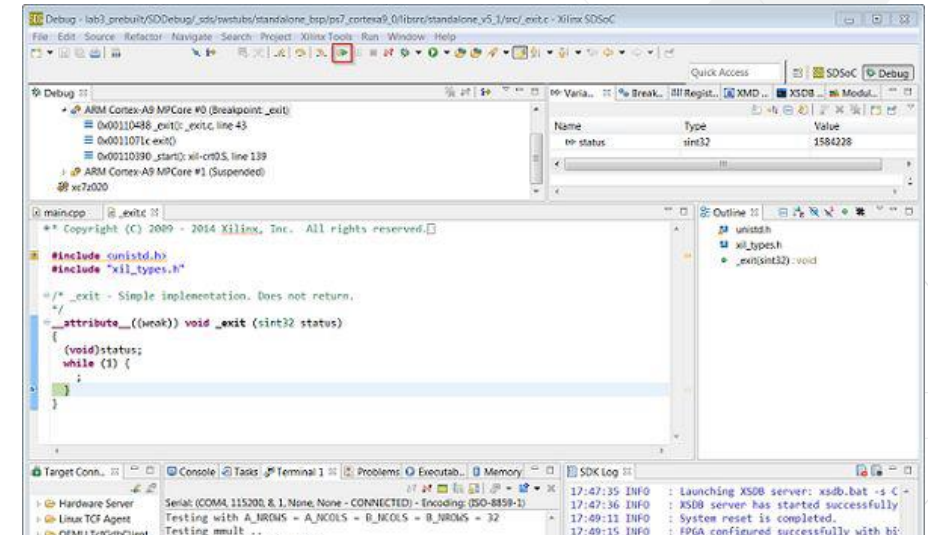 Debug - lab3_prebuilt/SDDebug/_sds/swstubs/standalone_bsp/ps7_cortexa9_0/libsrc/standalone_v5_1/src/_exit.c - Xilinx SDSoC
File Edit Source Refactor Navigate Search Project Xilinx Tools Run Window Help
Quick Access
SDSoC
Debug
Debug
ARM Cortex-A9 MPCore #0 (Breakpoint: _exit)
0x00110488 _exit(): _exit.c, line 43
0x0011071c exit()
0x00110390 _start(): xil-crt0.S, line 139
ARM Cortex-A9 MPCore #1 (Suspended)
xc7z020
Varia... Break... Regist... XMD ... XSDB ... Modul...
Name Type Value
status sint32 1584228
main.cpp _exit.c
* Copyright (C) 2009 - 2014 Xilinx, Inc. All rights reserved.
#include <unistd.h>
#include "xil_types.h"
/* _exit - Simple implementation. Does not return.
*/
__attribute__((weak)) void _exit (sint32 status)
{
(void)status;
while (1) {
;
}
}
Outline
unistd.h
xil_types.h
_exit(sint32) : void
Target Conn...
Hardware Server
Linux TCF Agent
Console Tasks Terminal 1 Problems Executab... Memory
Serial: (COM4, 115200, 8, 1, None, None - CONNECTED) - Encoding: (ISO-8859-1)
Testing with A_NROWS = A_NCOLS = B_NCOLS = B_NROWS = 32
Testing mmult ..
SDK Log
17:47:35 INFO : Launching XSDB server: xsdb.bat -s C
17:47:36 INFO : XSDB server has started successfully
17:49:11 INFO : System reset is completed.
17:49:15 INFO : FPGA configured successfully with bi